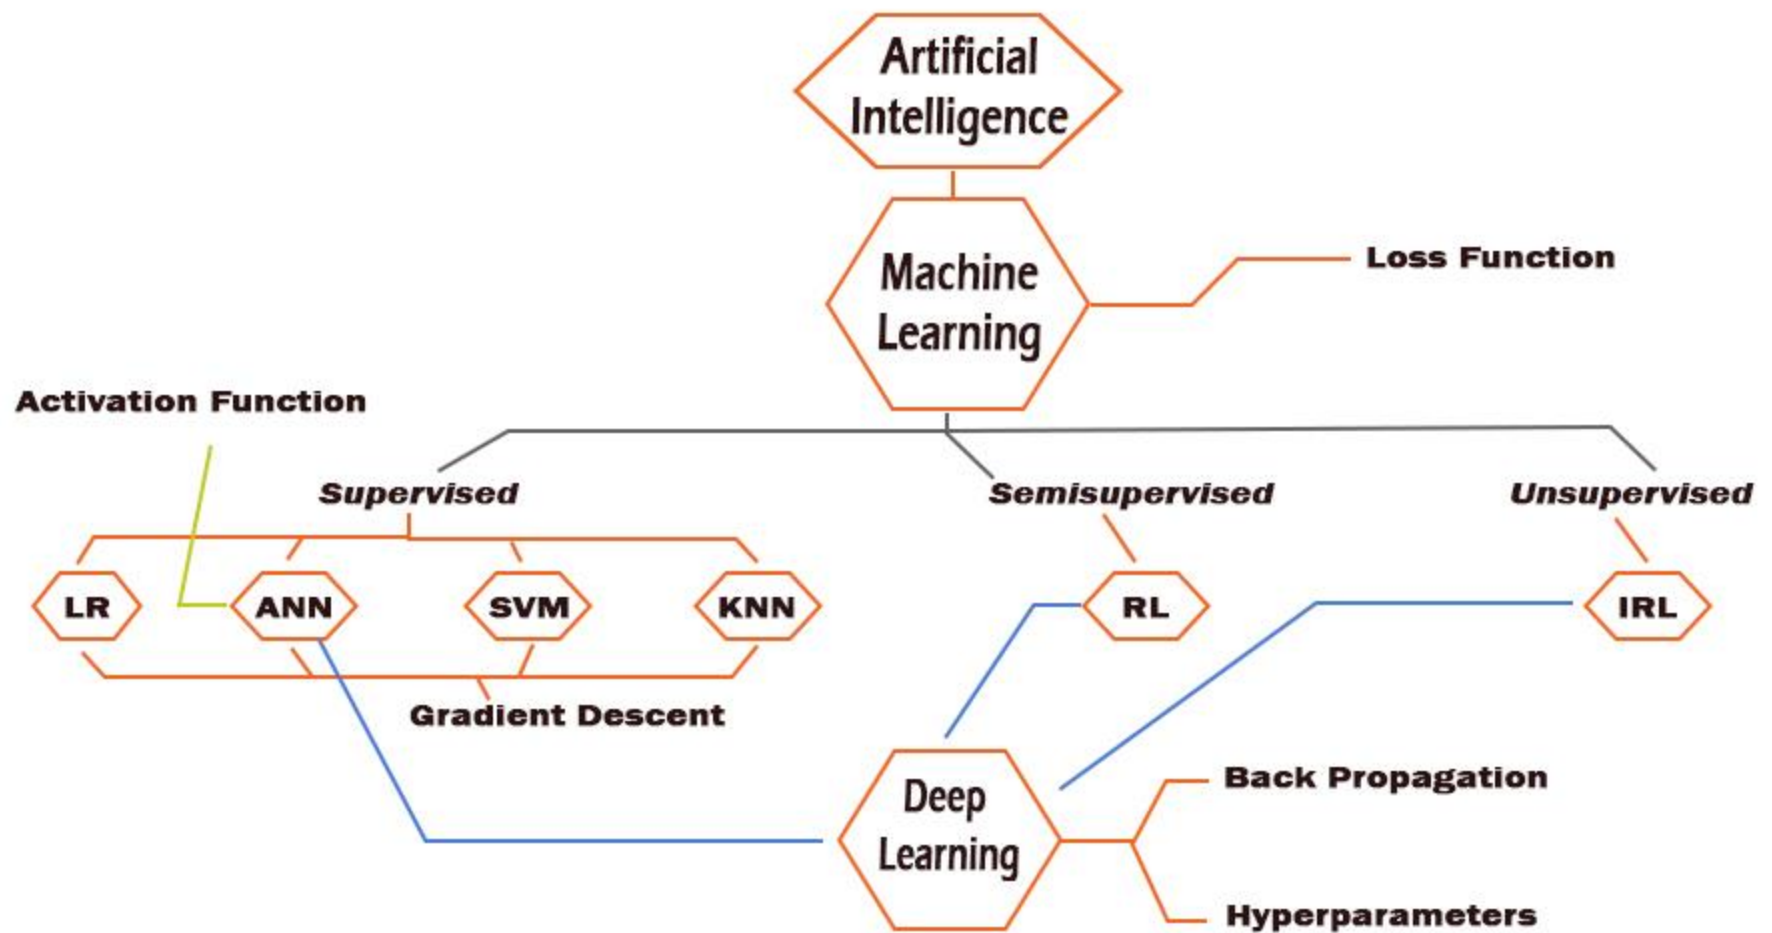 Artificial
Intelligence
Machine
Learning
Loss Function
Activation Function
Supervised
Semisupervised
Unsupervised
LR
ANN
SVM
KNN
RL
IRL
Gradient Descent
Deep
Learning
Back Propagation
Hyperparameters